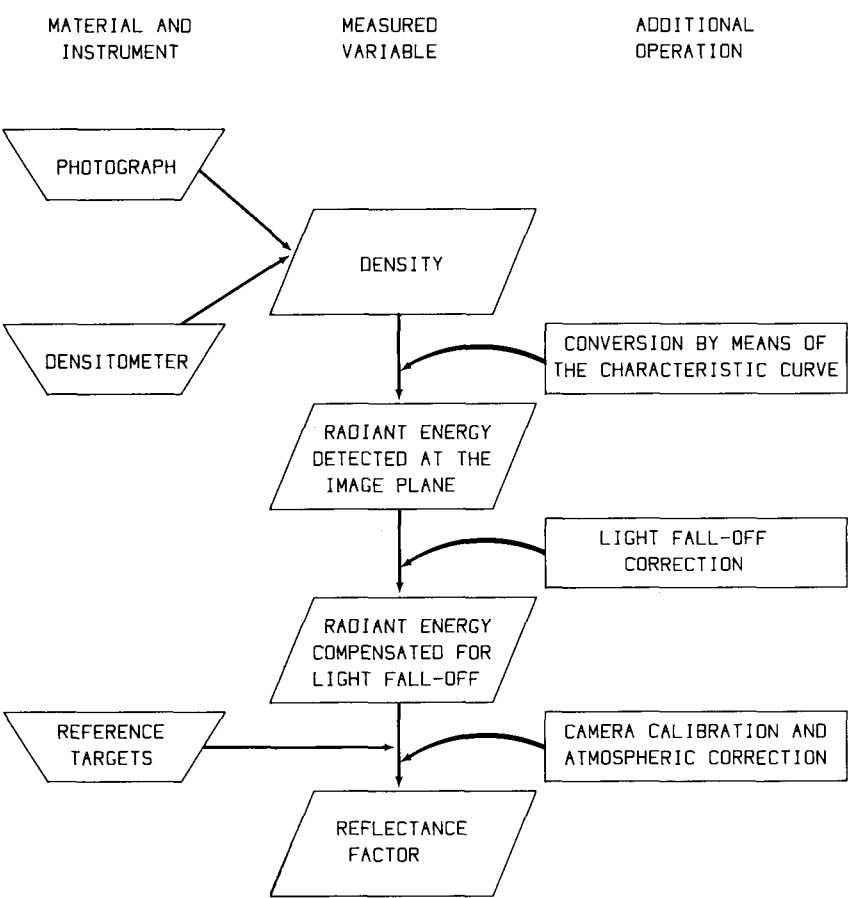 MATERIAL AND
INSTRUMENT
MEASURED
VARIABLE
ADDITIONAL
OPERATION
PHOTOGRAPH
DENSITY
DENSITOMETER
CONVERSION BY MEANS OF
THE CHARACTERISTIC CURVE
RADIANT ENERGY
DETECTED AT THE
IMAGE PLANE
LIGHT FALL-OFF
CORRECTION
RADIANT ENERGY
COMPENSATED FOR
LIGHT FALL-OFF
REFERENCE
TARGETS
CAMERA CALIBRATION AND
ATMOSPHERIC CORRECTION
REFLECTANCE
FACTOR